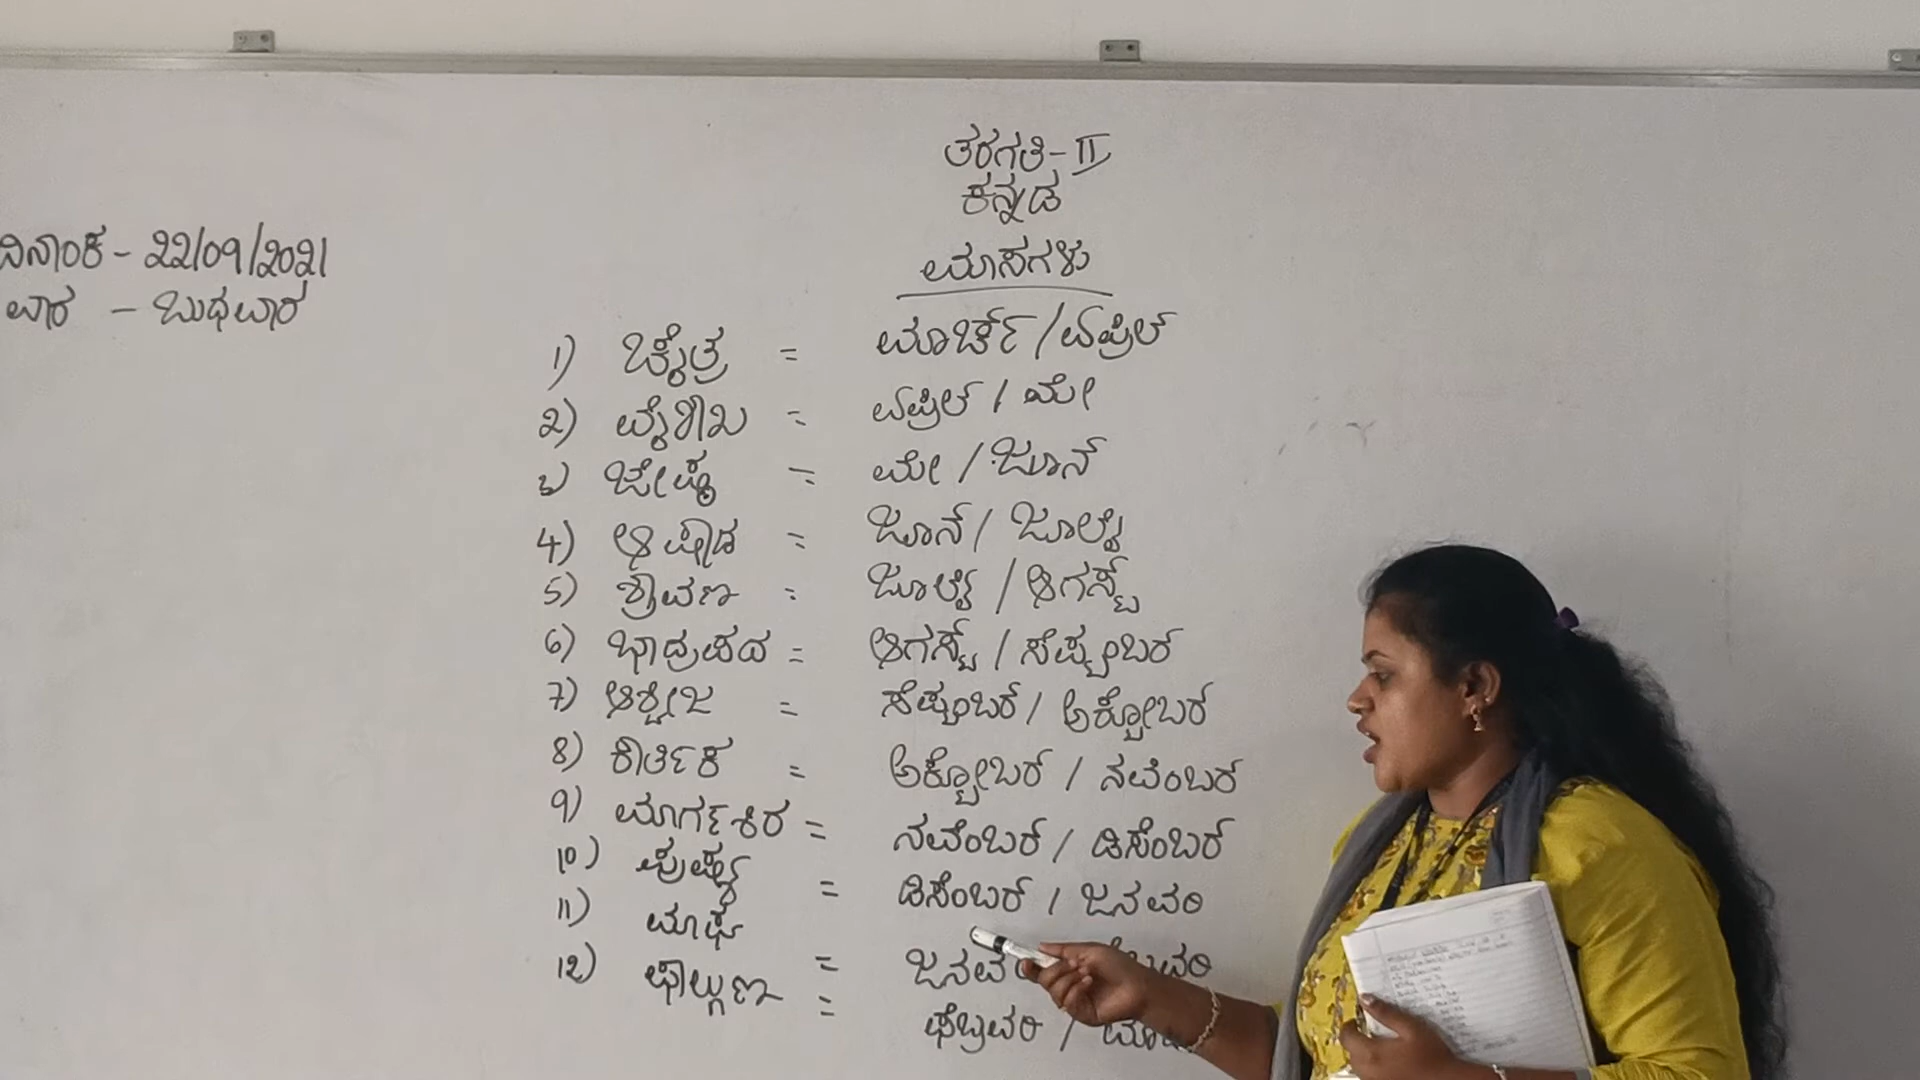 ತರಗತಿ-II
ಕನ್ನಡ
ಮಾಸಗಳು
ದಿನಾಂಕ - 22/09/2021
ವಾರ - ಬುಧವಾರ
1) ಚೈತ್ರ = ಮಾರ್ಚ್ / ಏಪ್ರಿಲ್
೨) ವೈಶಾಖ = ಏಪ್ರಿಲ್ / ಮೇ
3) ಜೇಷ್ಠ = ಮೇ / ಜೂನ್
4) ಆಷಾಡ = ಜೂನ್ / ಜೂಲೈ
5) ಶ್ರಾವಣ = ಜೂಲೈ / ಆಗಸ್ಟ್
6) ಭಾದ್ರಪದ = ಆಗಸ್ಟ್ / ಸೆಪ್ಟಂಬರ್
7) ಆಶ್ವೀಜ = ಸೆಪ್ಟಂಬರ್ / ಅಕ್ಟೋಬರ್
8) ಕಾರ್ತಿಕ = ಅಕ್ಟೋಬರ್ / ನವೆಂಬರ್
9) ಮಾರ್ಗಶಿರ = ನವೆಂಬರ್ / ಡಿಸೆಂಬರ್
10) ಪುಷ್ಯ = ಡಿಸೆಂಬರ್ / ಜನವರಿ
11) ಮಾಘ =
12) ಫಾಲ್ಗುಣ = ಫೆಬ್ರವರಿ /